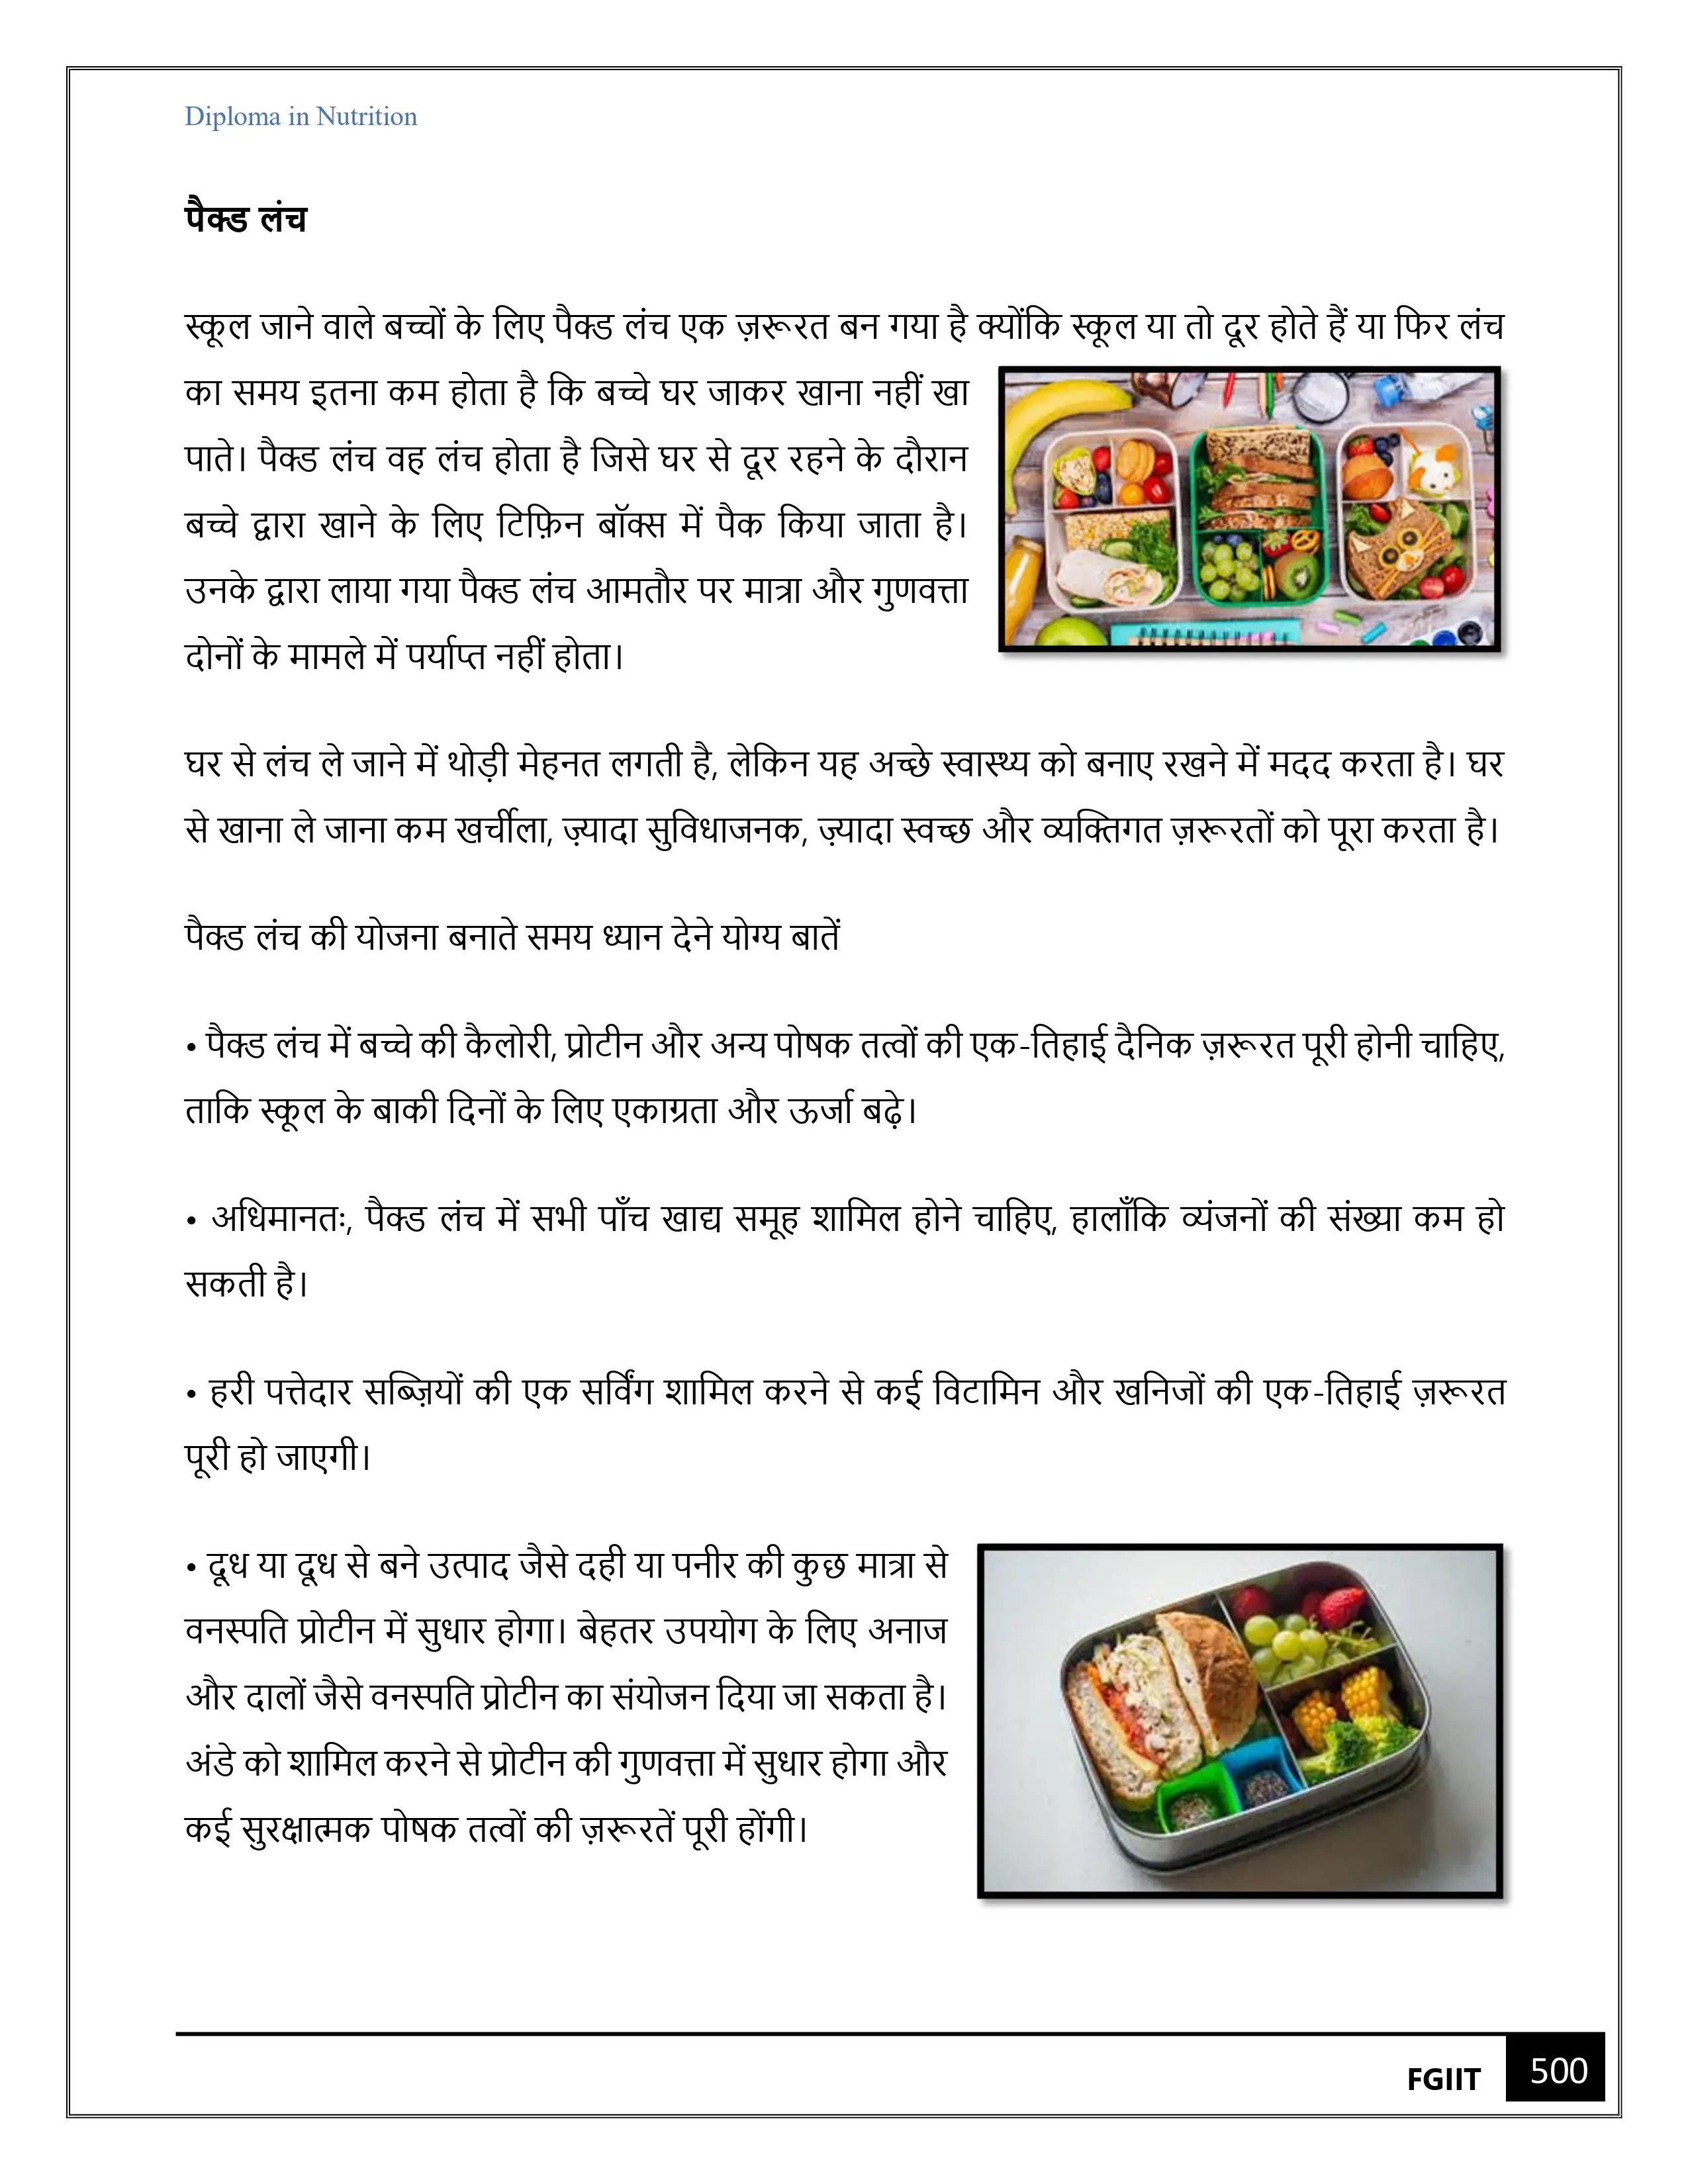 Diploma in Nutrition
पैक्ड लंच
स्कूल जाने वाले बच्चों के लिए पैक्ड लंच एक ज़रूरत बन गया है क्योंकि स्कूल या तो दूर होते हैं या फिर लंच
का समय इतना कम होता है कि बच्चे घर जाकर खाना नहीं खा
पाते। पैक्ड लंच वह लंच होता है जिसे घर से दूर रहने के दौरान
बच्चे द्वारा खाने के लिए टिफ़िन बॉक्स में पैक किया जाता है।
उनके द्वारा लाया गया पैक्ड लंच आमतौर पर मात्रा और गुणवत्ता
दोनों के मामले में पर्याप्त नहीं होता।
घर से लंच ले जाने में थोड़ी मेहनत लगती है, लेकिन यह अच्छे स्वास्थ्य को बनाए रखने में मदद करता है। घर
से खाना ले जाना कम खर्चीला, ज़्यादा सुविधाजनक, ज़्यादा स्वच्छ और व्यक्तिगत ज़रूरतों को पूरा करता है।
पैक्ड लंच की योजना बनाते समय ध्यान देने योग्य बातें
• पैक्ड लंच में बच्चे की कैलोरी, प्रोटीन और अन्य पोषक तत्वों की एक-तिहाई दैनिक ज़रूरत पूरी होनी चाहिए,
ताकि स्कूल के बाकी दिनों के लिए एकाग्रता और ऊर्जा बढ़े।
• अधिमानतः, पैक्ड लंच में सभी पाँच खाद्य समूह शामिल होने चाहिए, हालाँकि व्यंजनों की संख्या कम हो
सकती है।
• हरी पत्तेदार सब्ज़ियों की एक सर्विंग शामिल करने से कई विटामिन और खनिजों की एक-तिहाई ज़रूरत
पूरी हो जाएगी।
• दूध या दूध से बने उत्पाद जैसे दही या पनीर की कुछ मात्रा से
वनस्पति प्रोटीन में सुधार होगा। बेहतर उपयोग के लिए अनाज
और दालों जैसे वनस्पति प्रोटीन का संयोजन दिया जा सकता है।
अंडे को शामिल करने से प्रोटीन की गुणवत्ता में सुधार होगा और
कई सुरक्षात्मक पोषक तत्वों की ज़रूरतें पूरी होंगी।
FGIIT 500